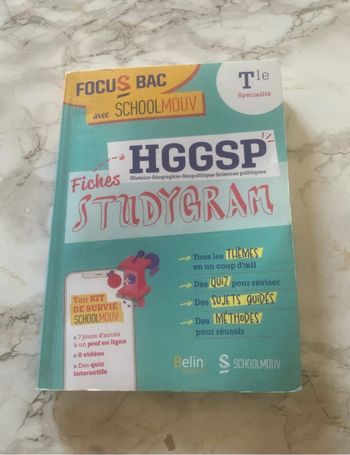 FOCUS BAC
avec SCHOOLMOUV
Tle
Spécialité
HGGSP
Histoire-Géographie-Géopolitique-Sciences politiques
Fiches
STUDYGRAM
→ Tous les THÈMES
en un coup d'œil
→ Des QUIZ pour réviser
→ Des SUJETS GUIDÉS
→ Des MÉTHODES
pour réussir
Ton KIT
DE SURVIE
SCHOOLMOUV
> 7 jours d'accès
à un prof en ligne
> 6 vidéos
> Des quiz
interactifs
Belin:
SCHOOLMOUV